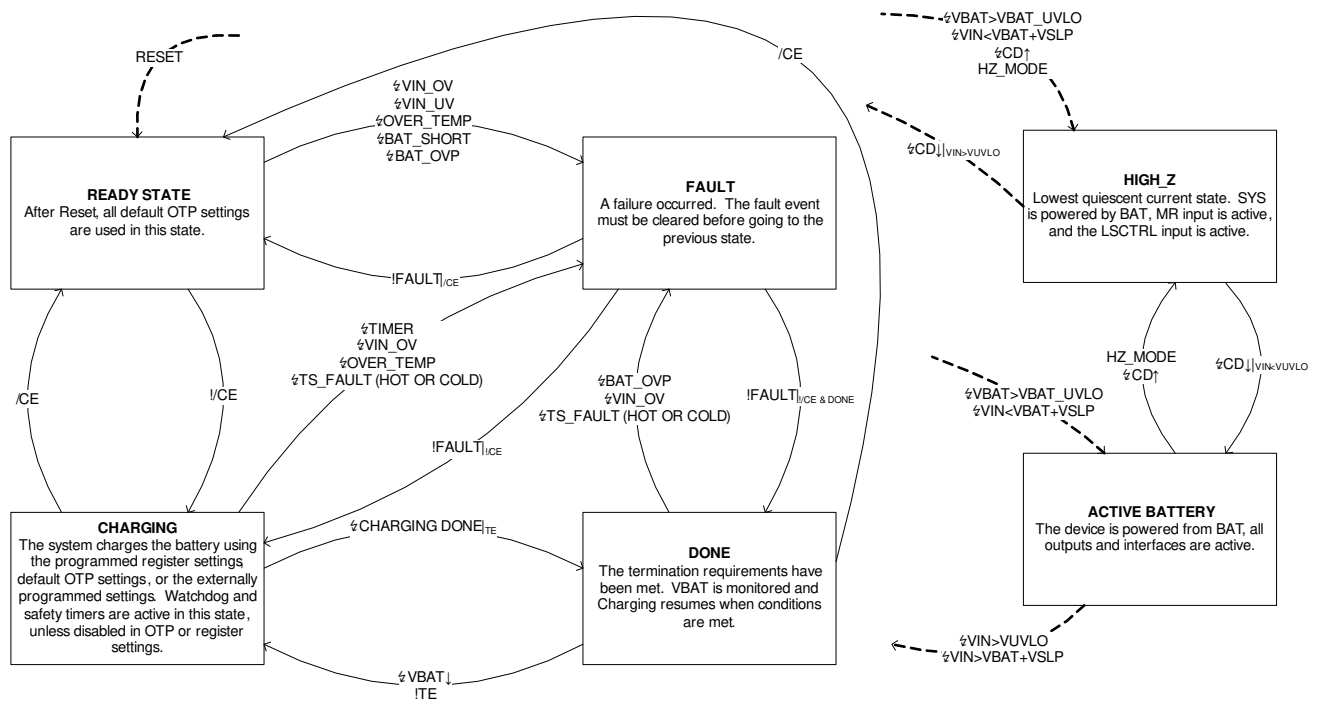 RESET
/CE
↯VIN_OV
↯VIN_UV
↯OVER_TEMP
↯BAT_SHORT
↯BAT_OVP
↯VBAT>VBAT_UVLO
↯VIN<VBAT+VSLP
↯CD↑
HZ_MODE
↯CD↓|VIN>VUVLO
READY STATE
After Reset, all default OTP settings
are used in this state.
FAULT
A failure occurred. The fault event
must be cleared before going to the
previous state.
HIGH_Z
Lowest quiescent current state. SYS
is powered by BAT, MR input is active,
and the LSCTRL input is active.
!FAULT|/CE
↯TIMER
↯VIN_OV
↯OVER_TEMP
↯TS_FAULT (HOT OR COLD)
/CE
!/CE
↯BAT_OVP
↯VIN_OV
↯TS_FAULT (HOT OR COLD)
!FAULT|!/CE & DONE
!FAULT|!/CE
HZ_MODE
↯CD↑
↯CD↓|VIN<VUVLO
↯VBAT>VBAT_UVLO
↯VIN<VBAT+VSLP
CHARGING
The system charges the battery using
the programmed register settings,
default OTP settings, or the externally
programmed settings. Watchdog and
safety timers are active in this state,
unless disabled in OTP or register
settings.
↯CHARGING DONE|TE
DONE
The termination requirements have
been met. VBAT is monitored and
Charging resumes when conditions
are met.
ACTIVE BATTERY
The device is powered from BAT, all
outputs and interfaces are active.
↯VBAT↓
!TE
↯VIN>VUVLO
↯VIN>VBAT+VSLP